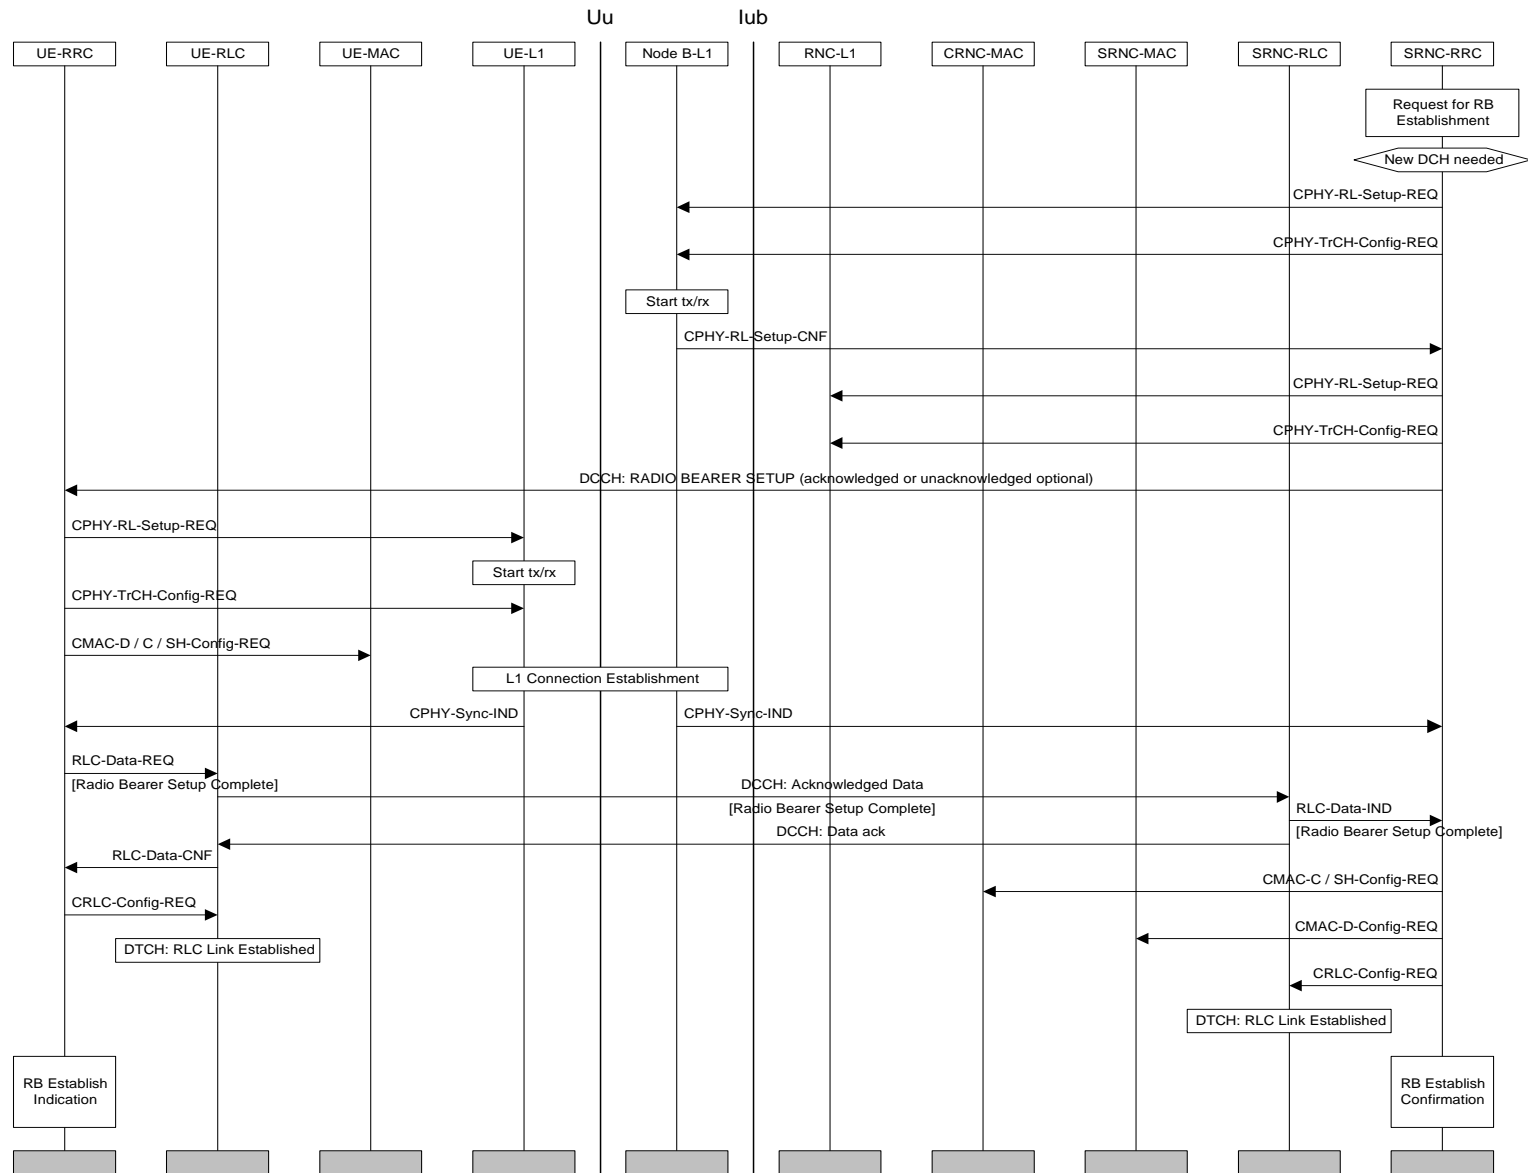 Uu Iub
UE-RRC UE-RLC UE-MAC UE-L1 Node B-L1 RNC-L1 CRNC-MAC SRNC-MAC SRNC-RLC SRNC-RRC
Request for RB
Establishment
New DCH needed
CPHY-RL-Setup-REQ
CPHY-TrCH-Config-REQ
Start tx/rx
CPHY-RL-Setup-CNF
CPHY-RL-Setup-REQ
CPHY-TrCH-Config-REQ
DCCH: RADIO BEARER SETUP (acknowledged or unacknowledged optional)
CPHY-RL-Setup-REQ
Start tx/rx
CPHY-TrCH-Config-REQ
CMAC-D / C / SH-Config-REQ
L1 Connection Establishment
CPHY-Sync-IND CPHY-Sync-IND
RLC-Data-REQ
[Radio Bearer Setup Complete] DCCH: Acknowledged Data
[Radio Bearer Setup Complete] RLC-Data-IND
DCCH: Data ack [Radio Bearer Setup Complete]
RLC-Data-CNF
CMAC-C / SH-Config-REQ
CRLC-Config-REQ
CMAC-D-Config-REQ
DTCH: RLC Link Established
CRLC-Config-REQ
DTCH: RLC Link Established
RB Establish RB Establish
Indication Confirmation